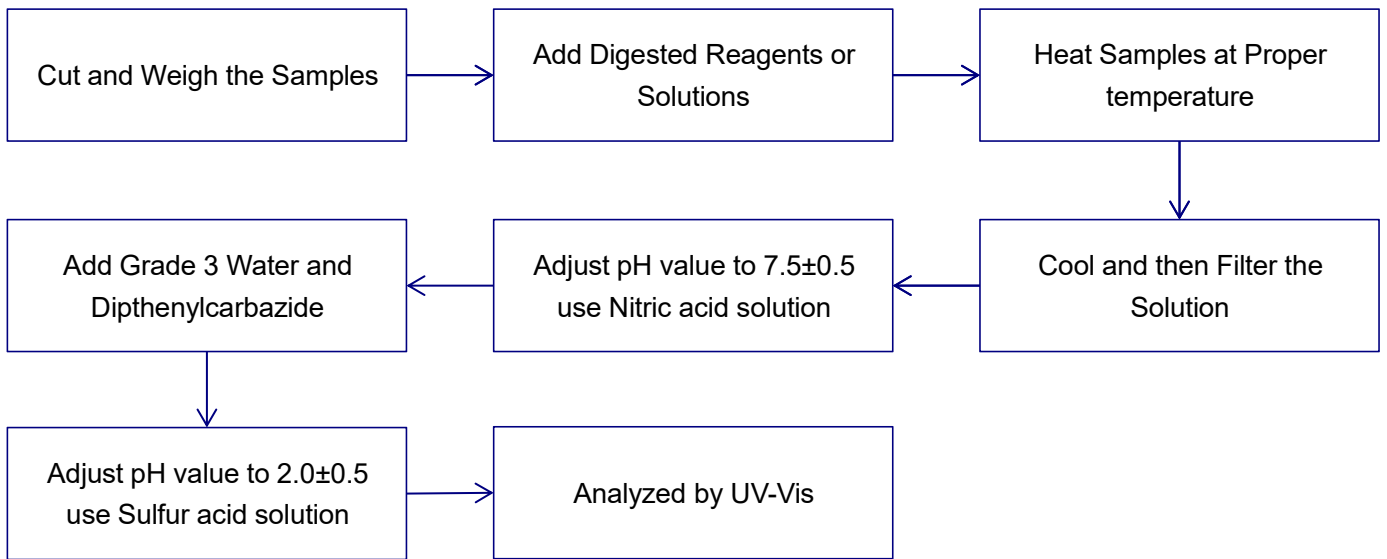 Cut and Weigh the Samples
Add Digested Reagents or
Solutions
Heat Samples at Proper
temperature
Cool and then Filter the
Solution
Adjust pH value to 7.5±0.5
use Nitric acid solution
Add Grade 3 Water and
Dipthenylcarbazide
Adjust pH value to 2.0±0.5
use Sulfur acid solution
Analyzed by UV-Vis